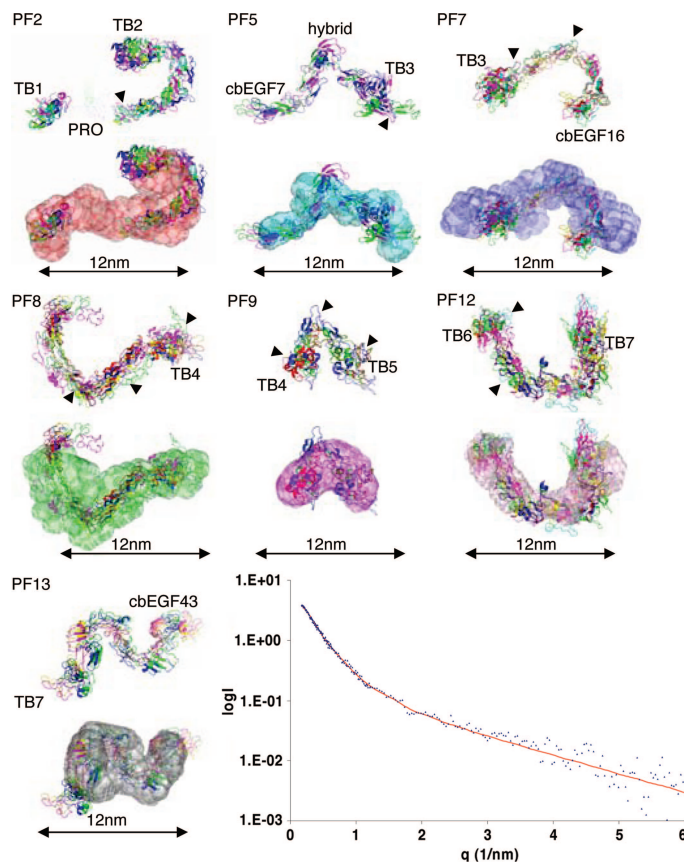 PF2
TB2
TB1
PRO
12nm
PF5
hybrid
cbEGF7
TB3
12nm
PF7
TB3
cbEGF16
12nm
PF8
TB4
12nm
PF9
TB4
TB5
12nm
PF12
TB6
TB7
12nm
PF13
cbEGF43
TB7
12nm
logI
1.E+01
1.E+00
1.E-01
1.E-02
1.E-03
0 1 2 3 4 5 6
q (1/nm)